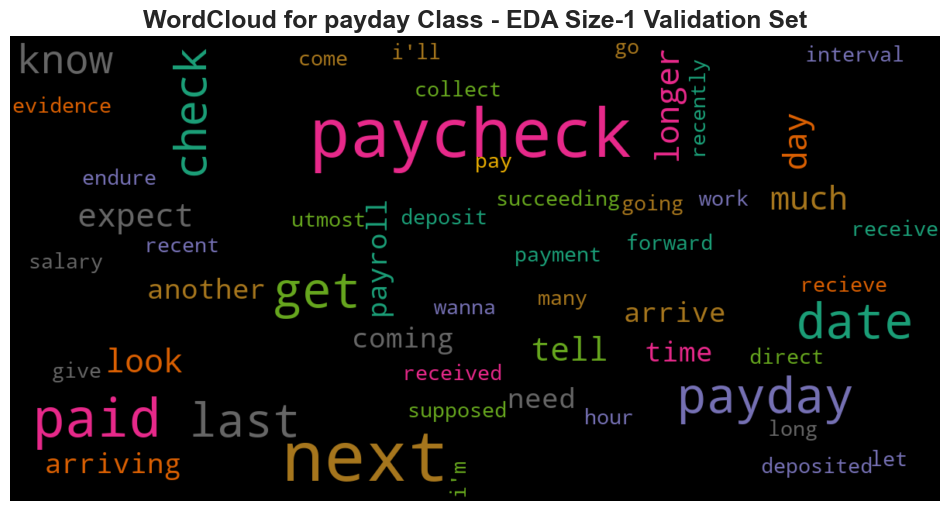 WordCloud for payday Class - EDA Size-1 Validation Set
know
check
come
i'll
go
longer
recently
interval
evidence
collect
paycheck
pay
day
endure
expect
utmost
deposit
succeeding
going
work
much
recent
payroll
payment
forward
receive
salary
another
get
wanna
many
arrive
recieve
date
coming
tell
time
direct
give
look
received
need
payday
supposed
hour
long
paid
last
next
i'm
arriving
deposited
let